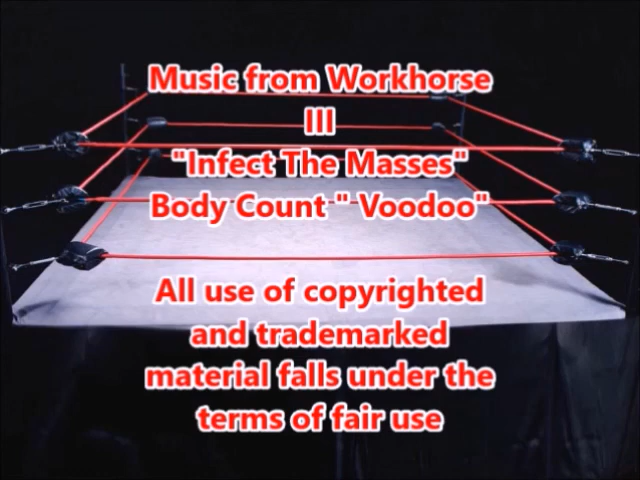 Music from Workhorse
III
"Infect The Masses"
Body Count " Voodoo"
All use of copyrighted
and trademarked
material falls under the
terms of fair use